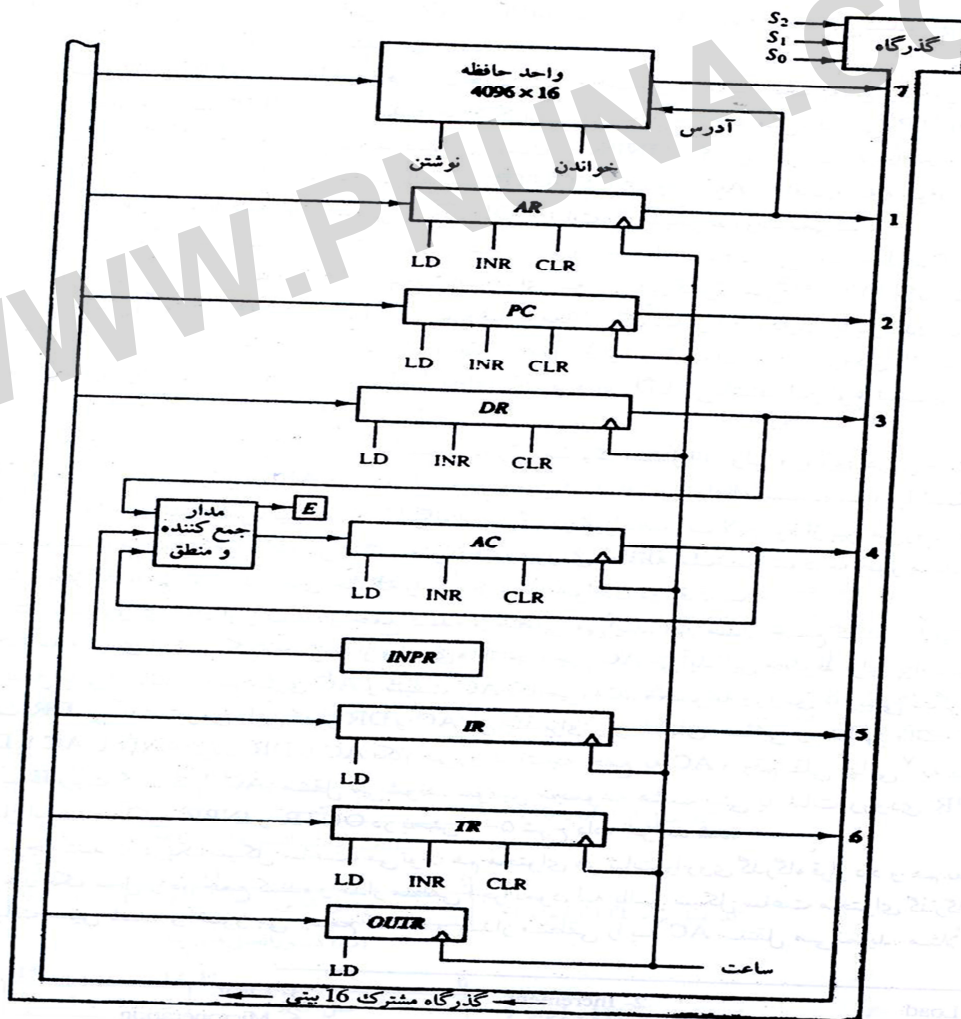 S2
S1
S0
گذرگاه
واحد حافظه
4096 × 16
7
آدرس
نوشتن
خواندن
AR
1
LD INR CLR
PC
2
LD INR CLR
DR
3
LD INR CLR
مدار
جمع کننده
و منطق
E
AC
4
LD INR CLR
INPR
IR
5
LD
TR
6
LD INR CLR
OUTR
LD
ساعت
گذرگاه مشترک 16 بیتی
WWW.PNUNA.CO